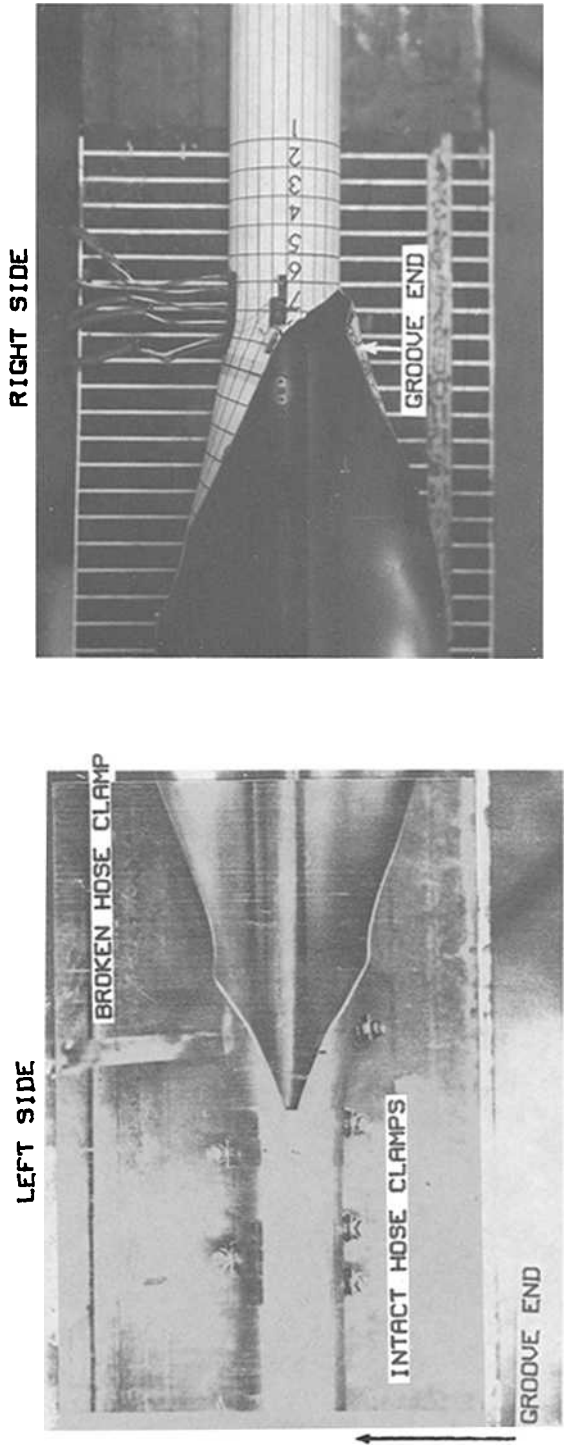 LEFT SIDE
BROKEN HOSE CLAMP
INTACT HOSE CLAMPS
GROOVE END
RIGHT SIDE
1
2
3
4
5
6
7
GROOVE END